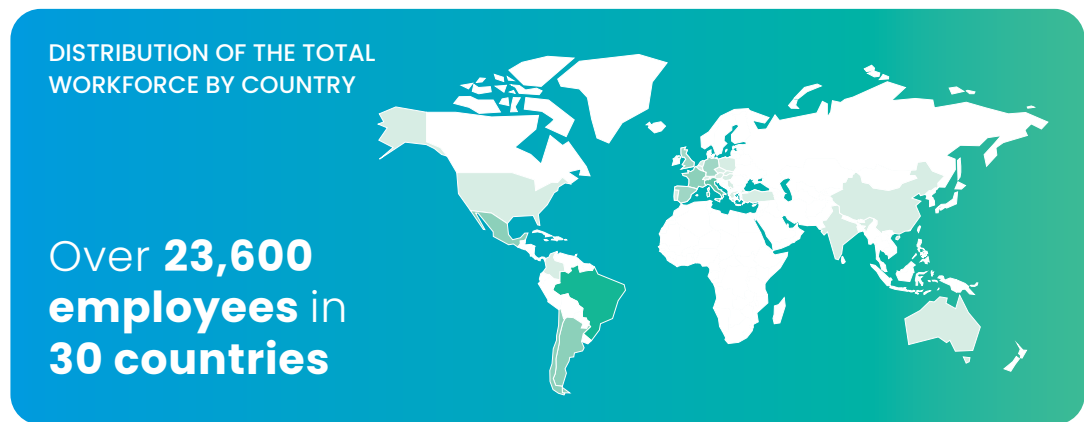 DISTRIBUTION OF THE TOTAL
WORKFORCE BY COUNTRY
Over 23,600
employees in
30 countries